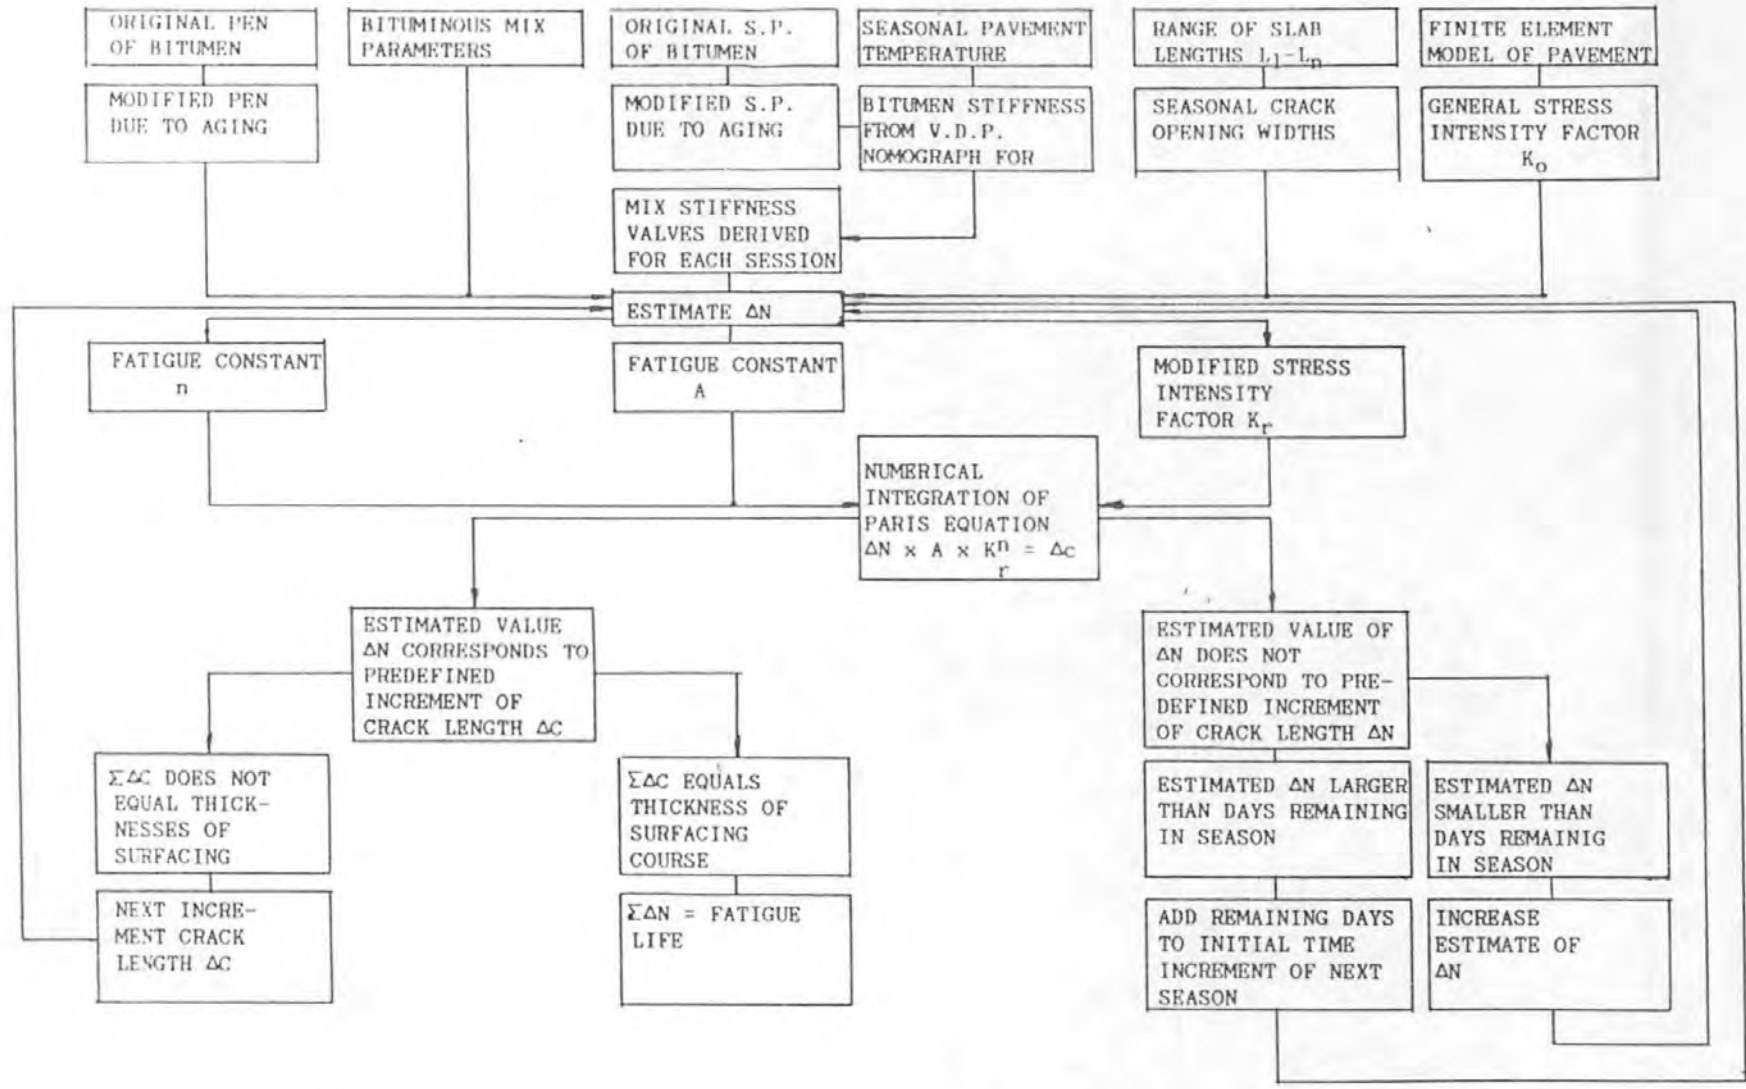 ORIGINAL PEN
OF BITUMEN
BITUMINOUS MIX
PARAMETERS
ORIGINAL S.P.
OF BITUMEN
SEASONAL PAVEMENT
TEMPERATURE
RANGE OF SLAB
LENGTHS L1-Ln
FINITE ELEMENT
MODEL OF PAVEMENT
MODIFIED PEN
DUE TO AGING
MODIFIED S.P.
DUE TO AGING
BITUMEN STIFFNESS
FROM V.D.P.
NOMOGRAPH FOR
SEASONAL CRACK
OPENING WIDTHS
GENERAL STRESS
INTENSITY FACTOR
Ko
MIX STIFFNESS
VALVES DERIVED
FOR EACH SESSION
ESTIMATE ΔN
FATIGUE CONSTANT
n
FATIGUE CONSTANT
A
MODIFIED STRESS
INTENSITY
FACTOR Kr
NUMERICAL
INTEGRATION OF
PARIS EQUATION
ΔN x A x K^n_r = Δc
ESTIMATED VALUE
ΔN CORRESPONDS TO
PREDEFINED
INCREMENT OF
CRACK LENGTH ΔC
ESTIMATED VALUE OF
ΔN DOES NOT
CORRESPOND TO PRE-
DEFINED INCREMENT
OF CRACK LENGTH ΔN
ΣΔC DOES NOT
EQUAL THICK-
NESSES OF
SURFACING
ΣΔC EQUALS
THICKNESS OF
SURFACING
COURSE
ESTIMATED ΔN LARGER
THAN DAYS REMAINING
IN SEASON
ESTIMATED ΔN
SMALLER THAN
DAYS REMAINIG
IN SEASON
NEXT INCRE-
MENT CRACK
LENGTH ΔC
ΣΔN = FATIGUE
LIFE
ADD REMAINING DAYS
TO INITIAL TIME
INCREMENT OF NEXT
SEASON
INCREASE
ESTIMATE OF
ΔN